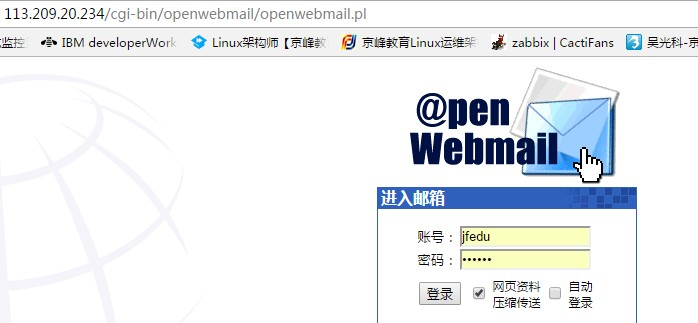 113.209.20.234/cgi-bin/openwebmail/openwebmail.pl
监控 IBM developerWork Linux架构师【京峰 京峰教育Linux运维架 zabbix | CactiFans 吴光科-京
@pen
Webmail
进入邮箱
账号： jfedu
密码： ••••••
登录 网页资料 自动
压缩传送 登录